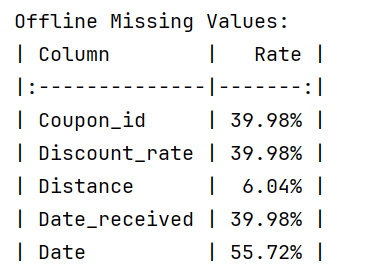 Offline Missing Values:
| Column         |   Rate |
|:---------------|-------:|
| Coupon_id      | 39.98% |
| Discount_rate  | 39.98% |
| Distance       |  6.04% |
| Date_received  | 39.98% |
| Date           | 55.72% |